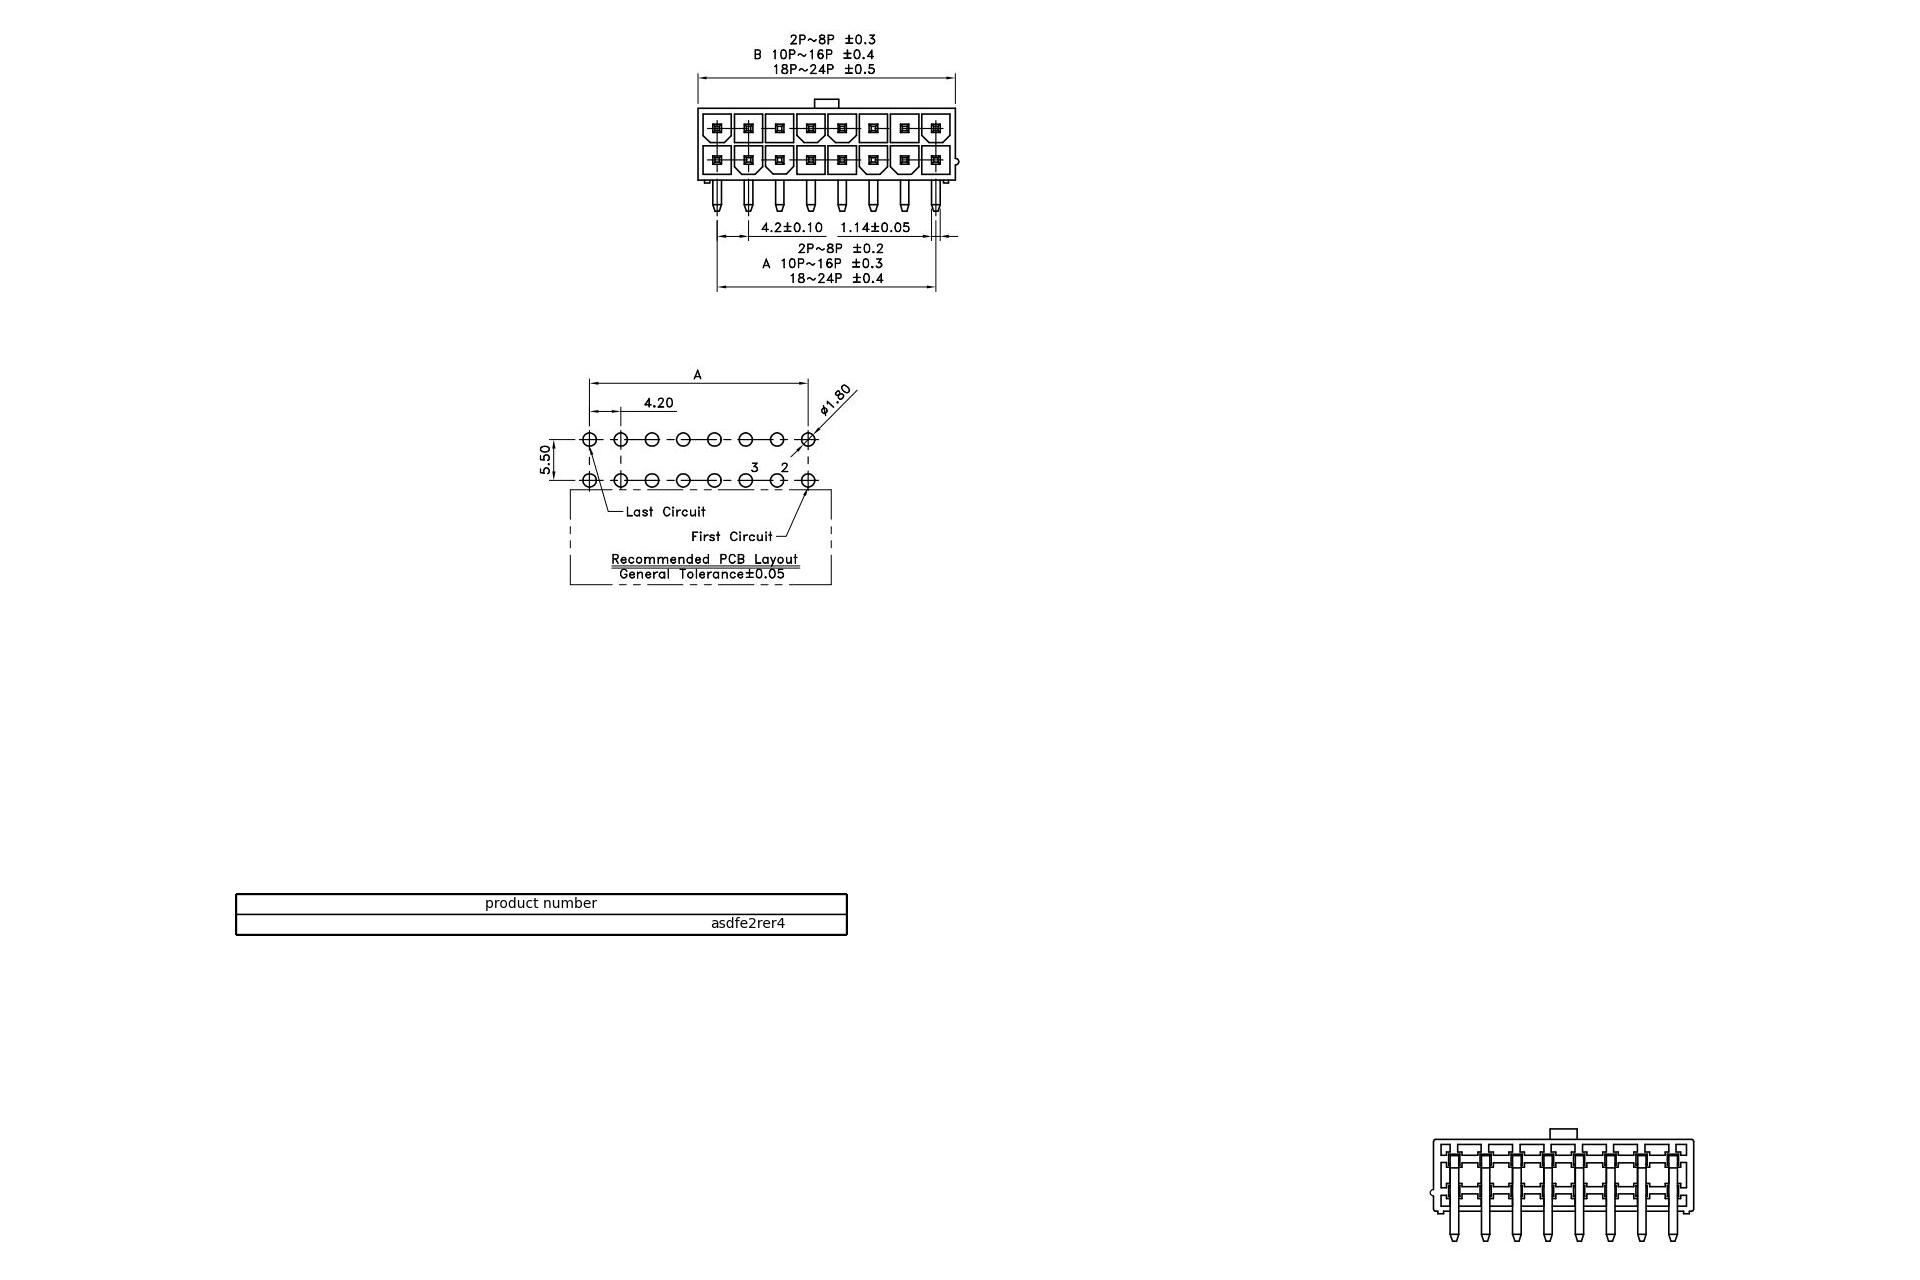 2P~8P ±0.3
B 10P~16P ±0.4
18P~24P ±0.5
4.2±0.10 1.14±0.05
2P~8P ±0.2
A 10P~16P ±0.3
18~24P ±0.4
A
ø1.80
4.20
5.50
3 2
Last Circuit
First Circuit
Recommended PCB Layout
General Tolerance±0.05
product number
asdfe2rer4